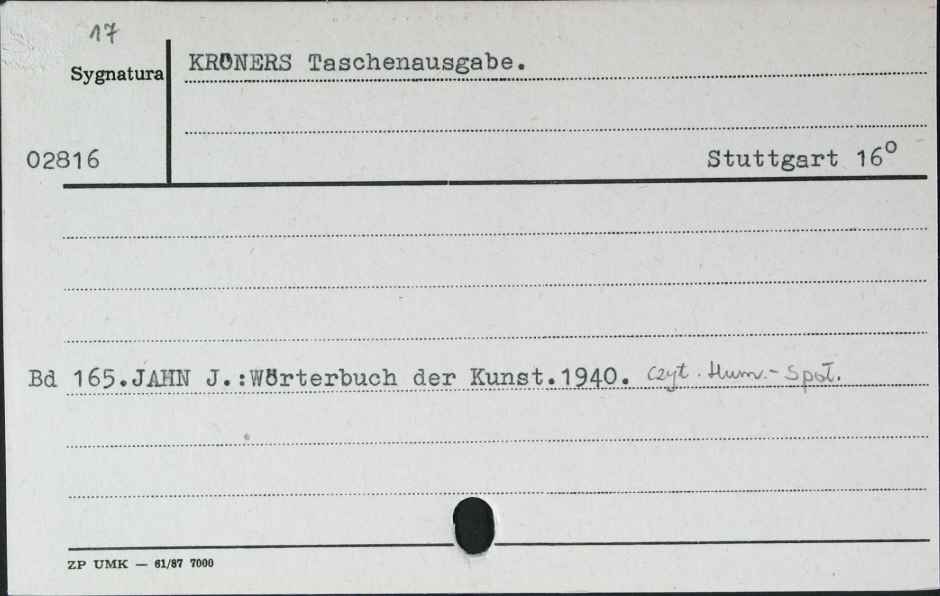 17
Sygnatura
KRÖNERS Taschenausgabe.
02816
Stuttgart 16°
Bd 165.JAHN J.:Wörterbuch der Kunst.1940. czyt. Hum.-Społ.
ZP UMK — 61/87 7000